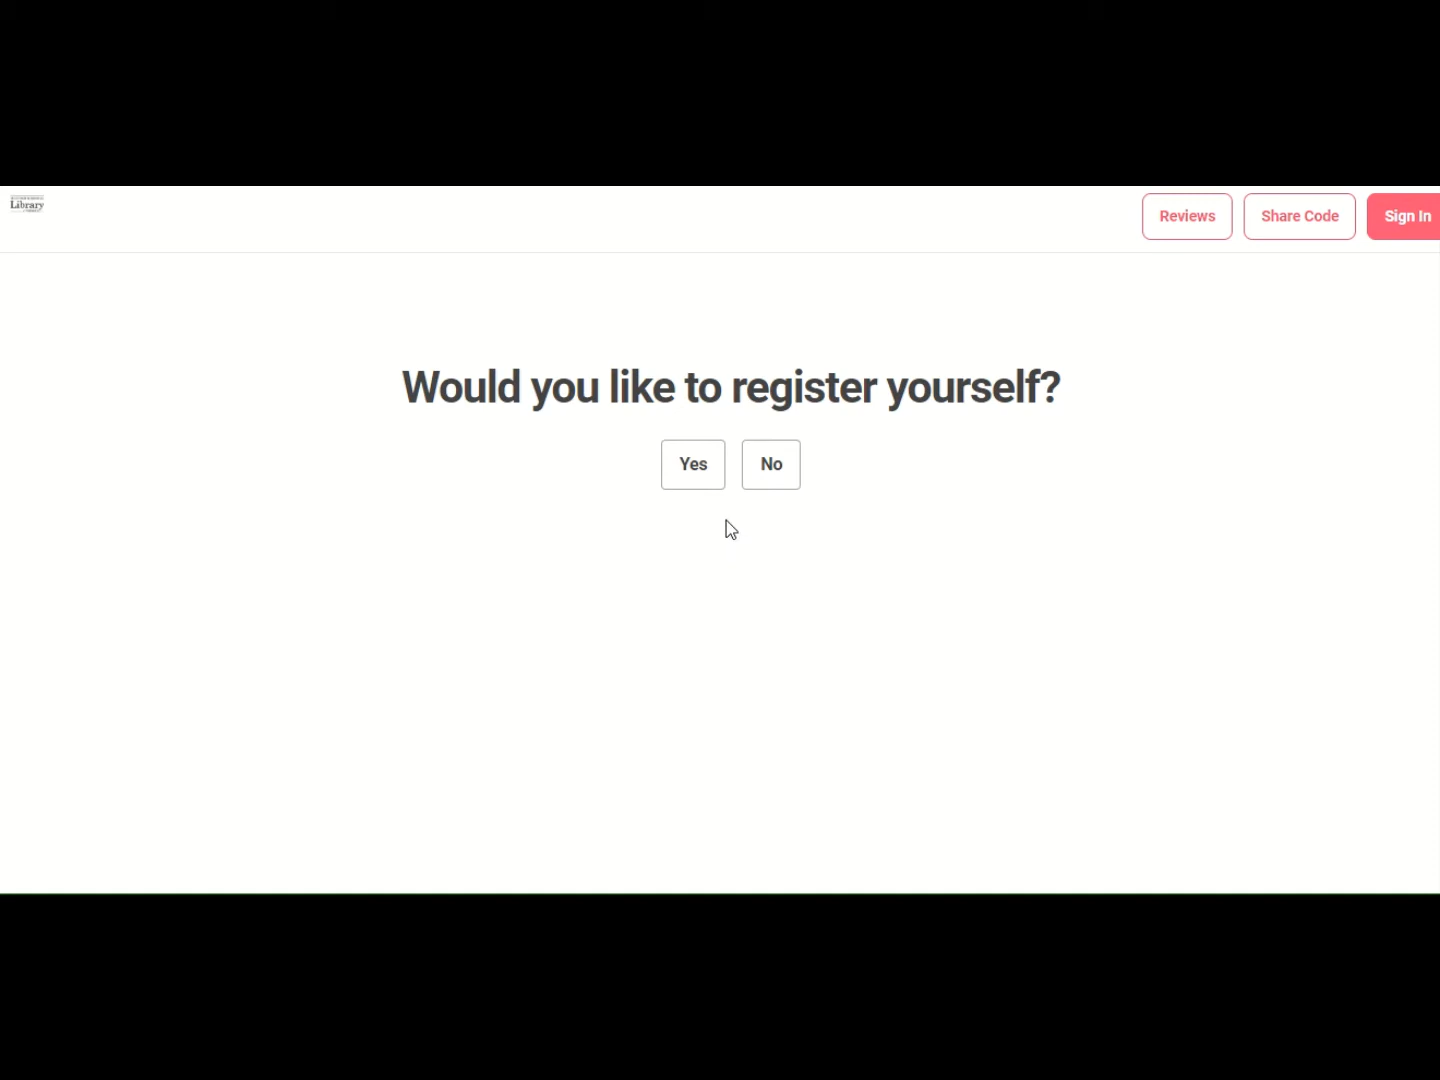 Library
Reviews
Share Code
Sign In
Would you like to register yourself?
Yes
No